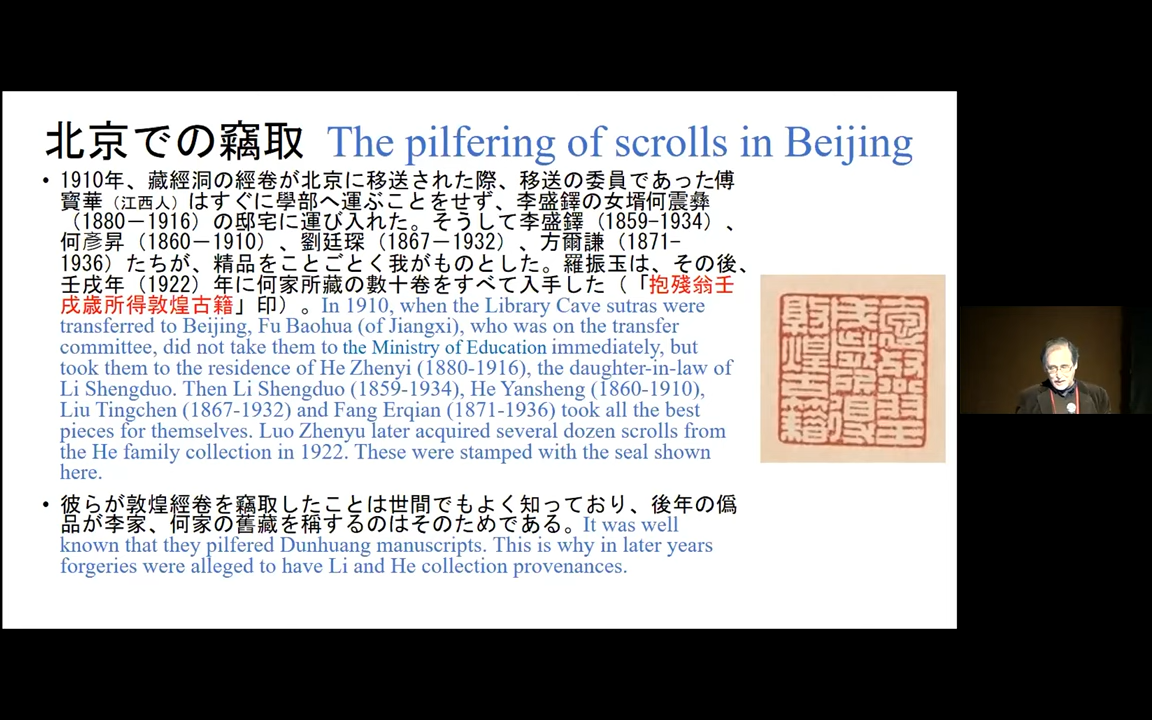 北京での竊取 The pilfering of scrolls in Beijing
• 1910年、藏經洞の經卷が北京に移送された際、移送の委員であった傅
寶華（江西人）はすぐに學部へ運ぶことをせず、李盛鐸の女壻何震彝
（1880－1916）の邸宅に運び入れた。そうして李盛鐸（1859-1934）、
何彥昇（1860－1910）、劉廷琛（1867－1932）、方爾謙（1871-
1936）たちが、精品をことごとく我がものとした。羅振玉は、その後、
壬戌年（1922）年に何家所藏の數十卷をすべて入手した（「抱殘翁壬
戌歲所得敦煌古籍」印）。In 1910, when the Library Cave sutras were
transferred to Beijing, Fu Baohua (of Jiangxi), who was on the transfer
committee, did not take them to the Ministry of Education immediately, but
took them to the residence of He Zhenyi (1880-1916), the daughter-in-law of
Li Shengduo. Then Li Shengduo (1859-1934), He Yansheng (1860-1910),
Liu Tingchen (1867-1932) and Fang Erqian (1871-1936) took all the best
pieces for themselves. Luo Zhenyu later acquired several dozen scrolls from
the He family collection in 1922. These were stamped with the seal shown
here.
• 彼らが敦煌經卷を竊取したことは世間でもよく知っており、後年の僞
品が李家、何家の舊藏を稱するのはそのためである。It was well
known that they pilfered Dunhuang manuscripts. This is why in later years
forgeries were alleged to have Li and He collection provenances.